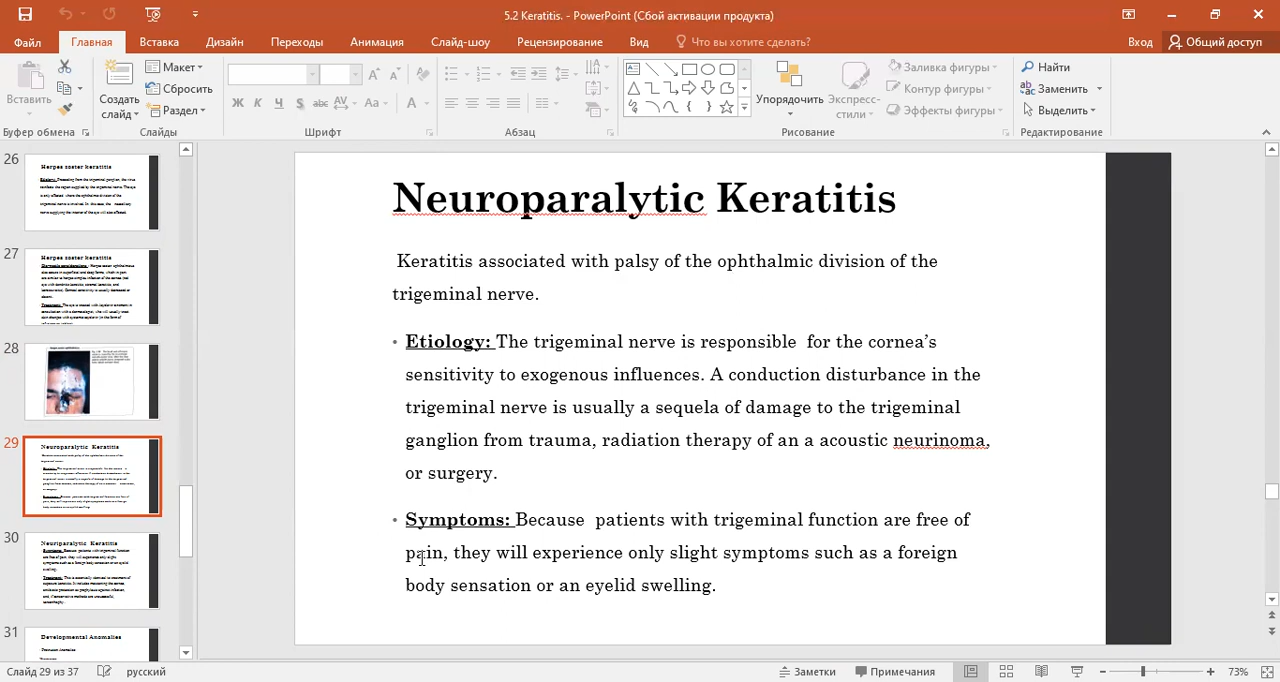 5.2 Keratitis. - PowerPoint (Сбой активации продукта)
Файл Главная Вставка Дизайн Переходы Анимация Слайд-шоу Рецензирование Вид Что вы хотите сделать? Вход Общий доступ
Вставить
Создать слайд
Макет
Сбросить
Раздел
Ж К Ч S abc AV Aa A
Упорядочить
Экспресс-стили
Заливка фигуры
Контур фигуры
Эффекты фигуры
Найти
Заменить
Выделить
Буфер обмена Слайды Шрифт Абзац Рисование Редактирование
26
Herpes zoster keratitis
27
Herpes zoster keratitis
28
29
Neuroparalytic Keratitis
30
Neuriparalytic Keratitis
31
Developmental Anomalies
Neuroparalytic Keratitis
Keratitis associated with palsy of the ophthalmic division of the
trigeminal nerve.
• Etiology: The trigeminal nerve is responsible for the cornea's
sensitivity to exogenous influences. A conduction disturbance in the
trigeminal nerve is usually a sequela of damage to the trigeminal
ganglion from trauma, radiation therapy of an a acoustic neurinoma,
or surgery.
• Symptoms: Because patients with trigeminal function are free of
pain, they will experience only slight symptoms such as a foreign
body sensation or an eyelid swelling.
Слайд 29 из 37 русский Заметки Примечания 73%